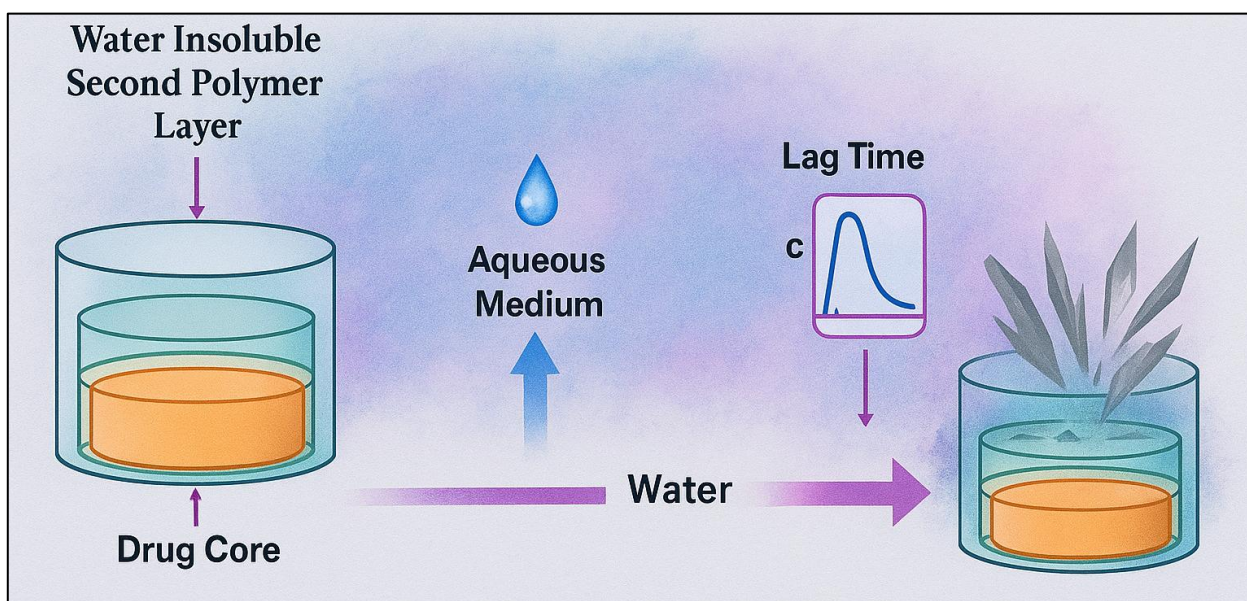 Water Insoluble
Second Polymer
Layer
Drug Core
Aqueous
Medium
Lag Time
c
Water